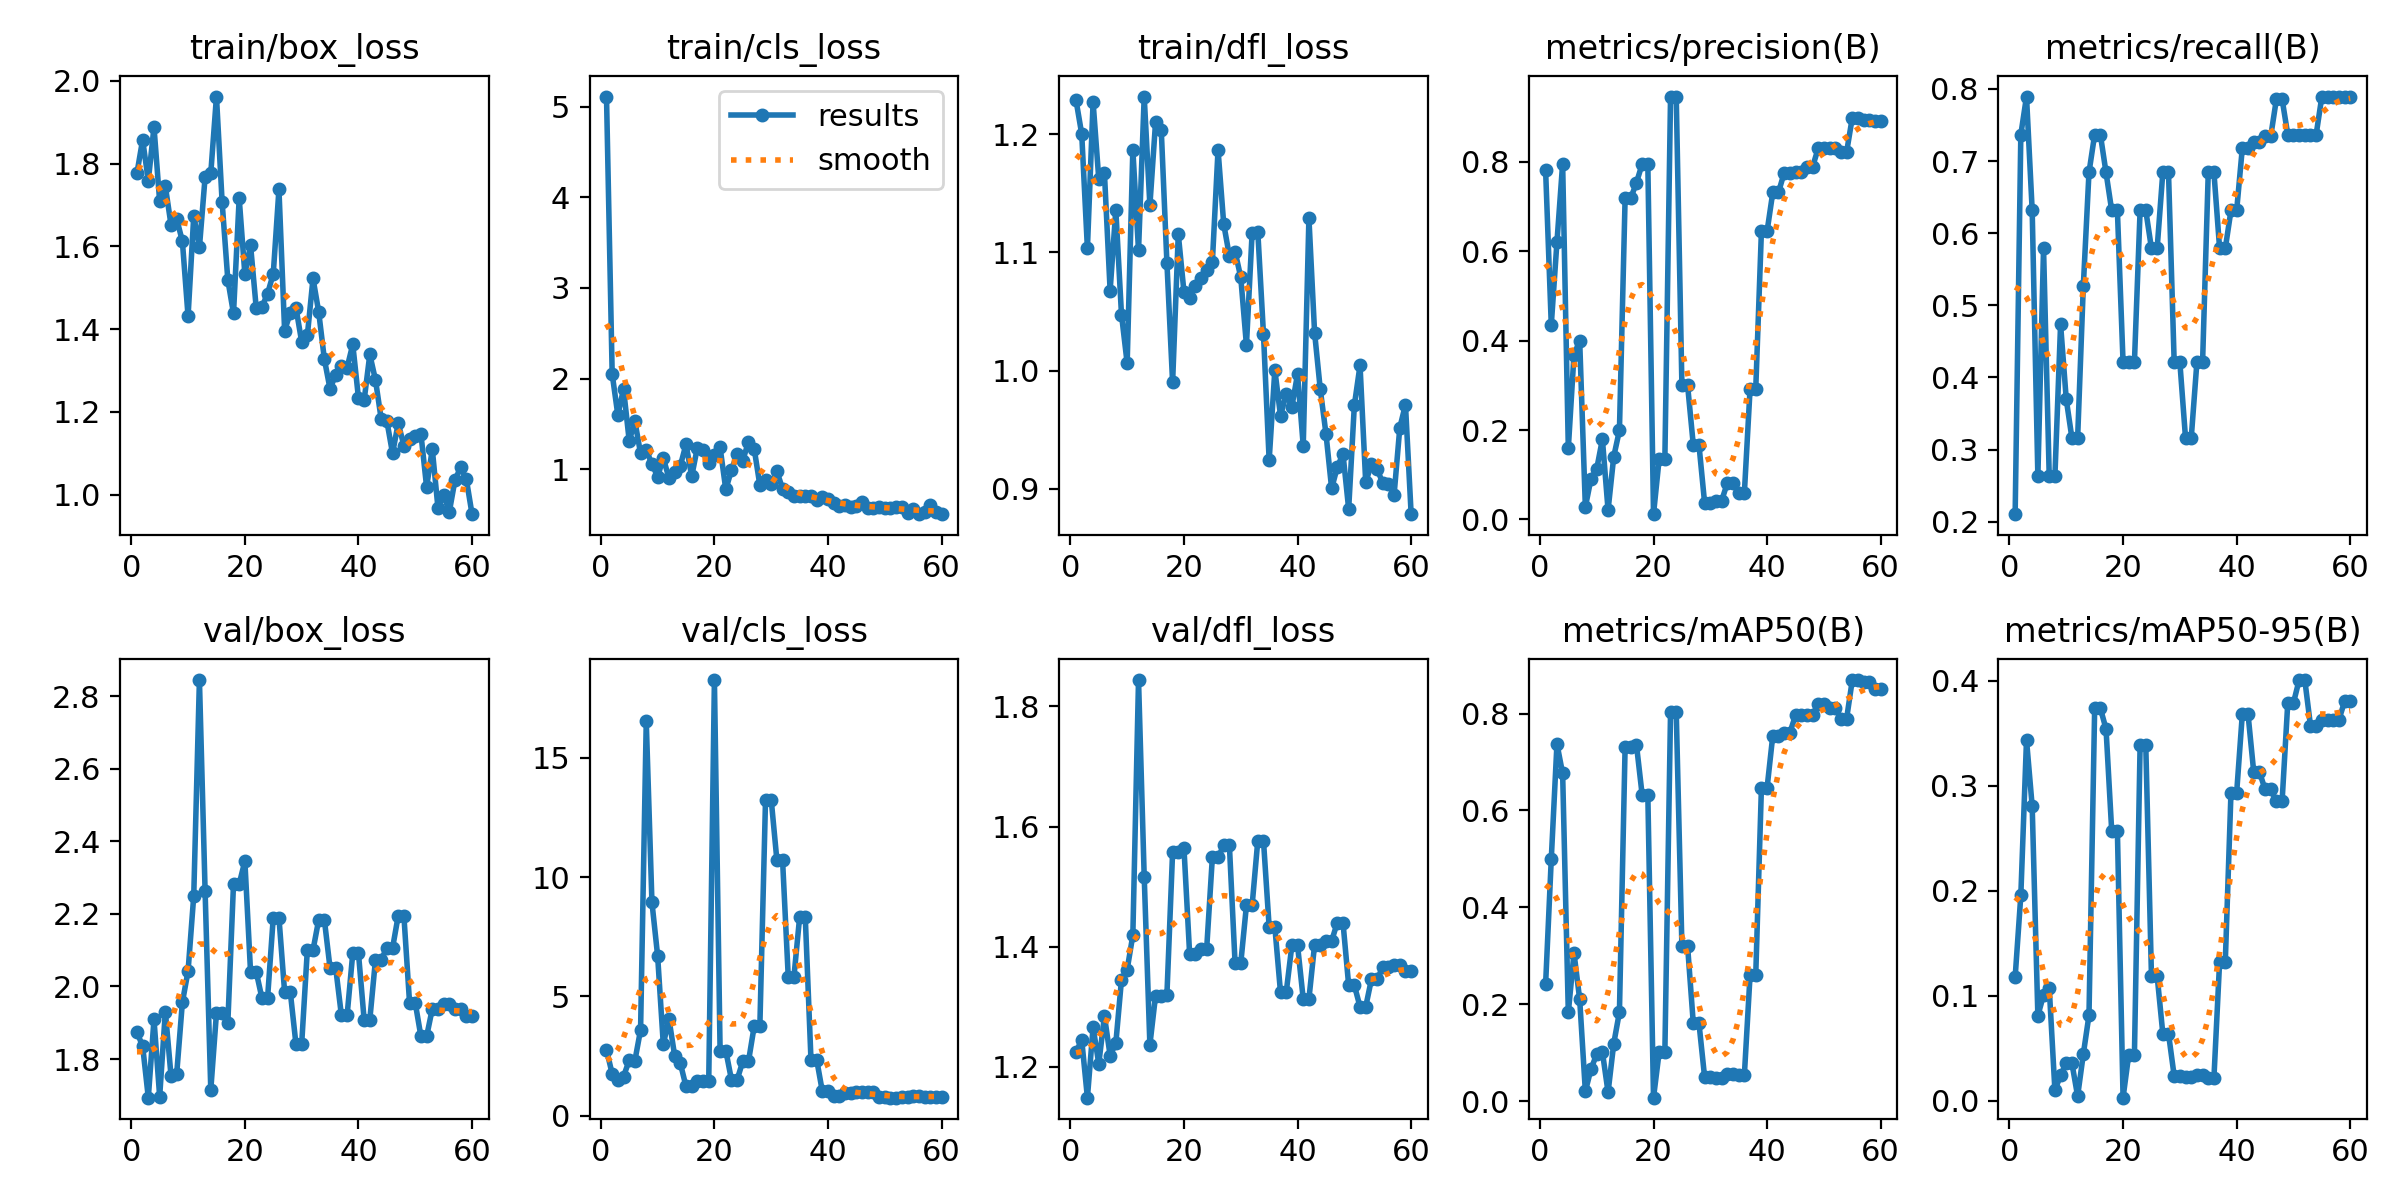 train/box_loss
2.0
1.8
1.6
1.4
1.2
1.0
0 20 40 60
train/cls_loss
results
smooth
5
4
3
2
1
0 20 40 60
train/dfl_loss
1.2
1.1
1.0
0.9
0 20 40 60
metrics/precision(B)
0.8
0.6
0.4
0.2
0.0
0 20 40 60
metrics/recall(B)
0.8
0.7
0.6
0.5
0.4
0.3
0.2
0 20 40 60
val/box_loss
2.8
2.6
2.4
2.2
2.0
1.8
0 20 40 60
val/cls_loss
15
10
5
0
0 20 40 60
val/dfl_loss
1.8
1.6
1.4
1.2
0 20 40 60
metrics/mAP50(B)
0.8
0.6
0.4
0.2
0.0
0 20 40 60
metrics/mAP50-95(B)
0.4
0.3
0.2
0.1
0.0
0 20 40 60